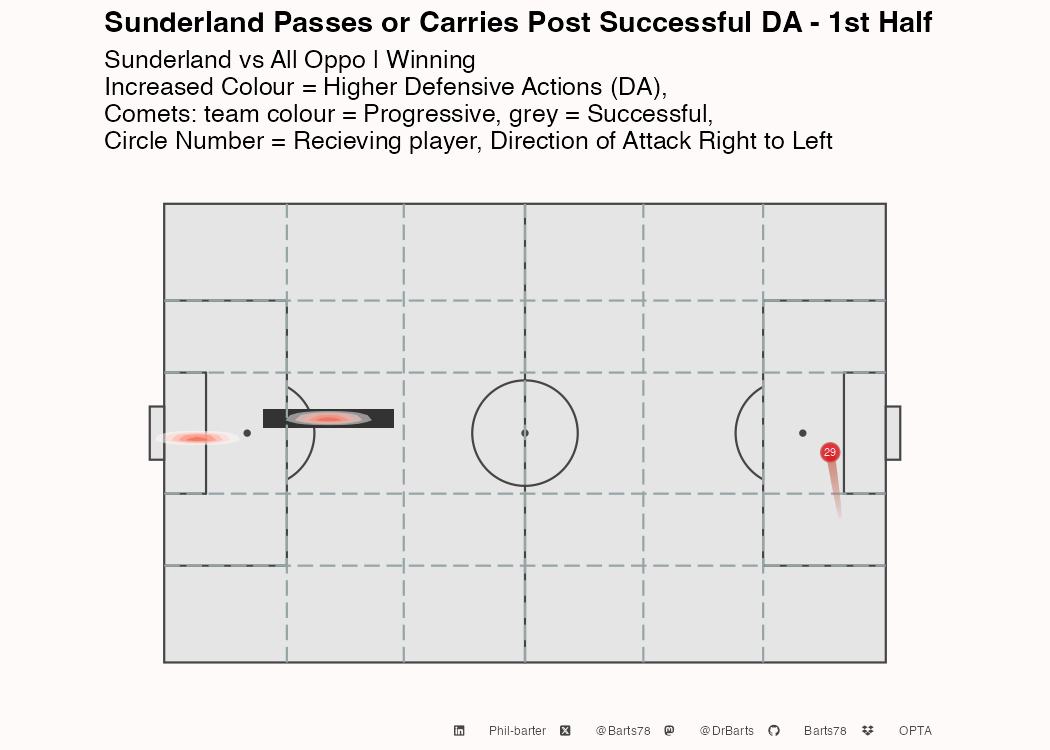 Sunderland Passes or Carries Post Successful DA - 1st Half
Sunderland vs All Oppo | Winning
Increased Colour = Higher Defensive Actions (DA),
Comets: team colour = Progressive, grey = Successful,
Circle Number = Recieving player, Direction of Attack Right to Left
29
Phil-barter @Barts78 @DrBarts Barts78 OPTA